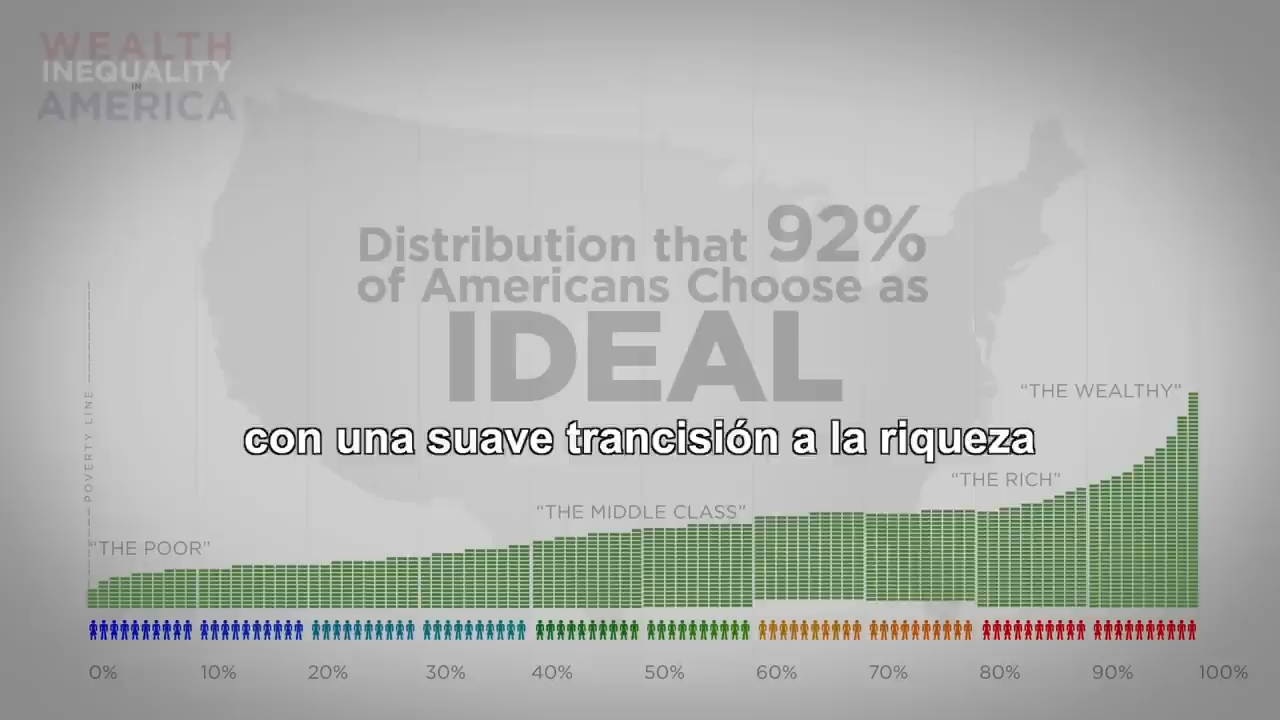 WEALTH
INEQUALITY
IN
AMERICA
Distribution that 92%
of Americans Choose as
IDEAL
"THE WEALTHY"
con una suave trancisión a la riqueza
POVERTY LINE
"THE RICH"
"THE MIDDLE CLASS"
"THE POOR"
0% 10% 20% 30% 40% 50% 60% 70% 80% 90% 100%